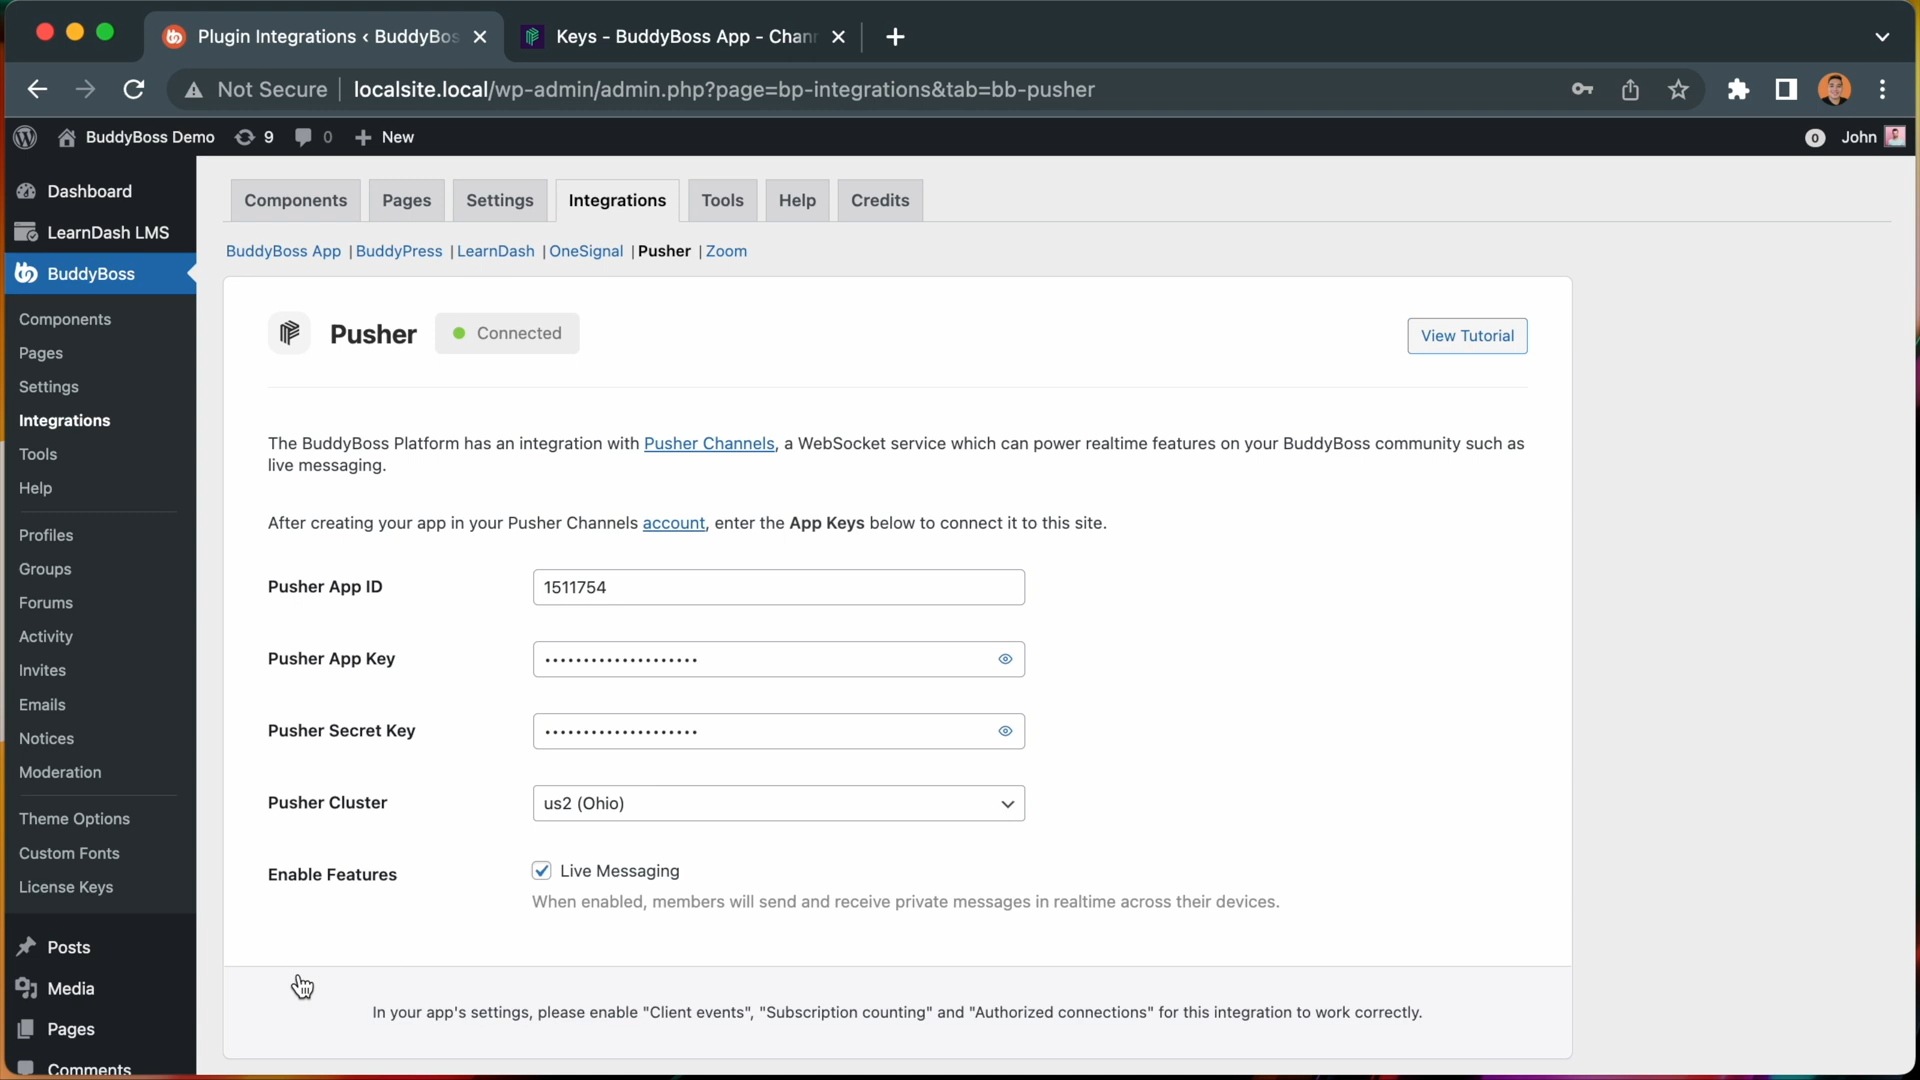 Plugin Integrations ‹ BuddyBos
Keys - BuddyBoss App - Chan
Not Secure
localsite.local/wp-admin/admin.php?page=bp-integrations&tab=bb-pusher
BuddyBoss Demo
9
0
New
0
John
Dashboard
LearnDash LMS
BuddyBoss
Components
Pages
Settings
Integrations
Tools
Help
Profiles
Groups
Forums
Activity
Invites
Emails
Notices
Moderation
Theme Options
Custom Fonts
License Keys
Posts
Media
Pages
Comments
Components
Pages
Settings
Integrations
Tools
Help
Credits
BuddyBoss App | BuddyPress | LearnDash | OneSignal | Pusher | Zoom
Pusher
Connected
View Tutorial
The BuddyBoss Platform has an integration with Pusher Channels, a WebSocket service which can power realtime features on your BuddyBoss community such as
live messaging.
After creating your app in your Pusher Channels account, enter the App Keys below to connect it to this site.
Pusher App ID
1511754
Pusher App Key
••••••••••••••••••••
Pusher Secret Key
••••••••••••••••••••
Pusher Cluster
us2 (Ohio)
Enable Features
Live Messaging
When enabled, members will send and receive private messages in realtime across their devices.
In your app's settings, please enable "Client events", "Subscription counting" and "Authorized connections" for this integration to work correctly.